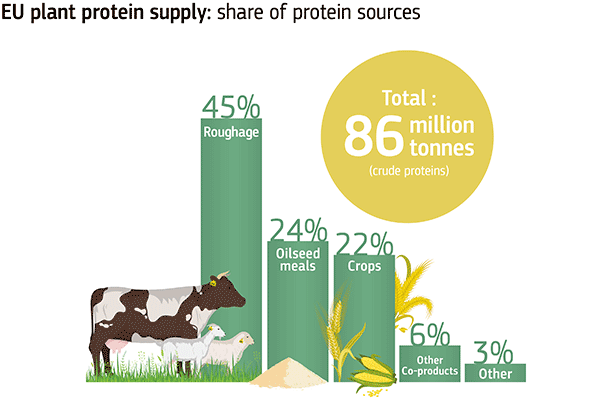 EU plant protein supply: share of protein sources
Total :
86 million
tonnes
(crude proteins)
45%
Roughage
24%
Oilseed
meals
22%
Crops
6%
Other
Co-products
3%
Other